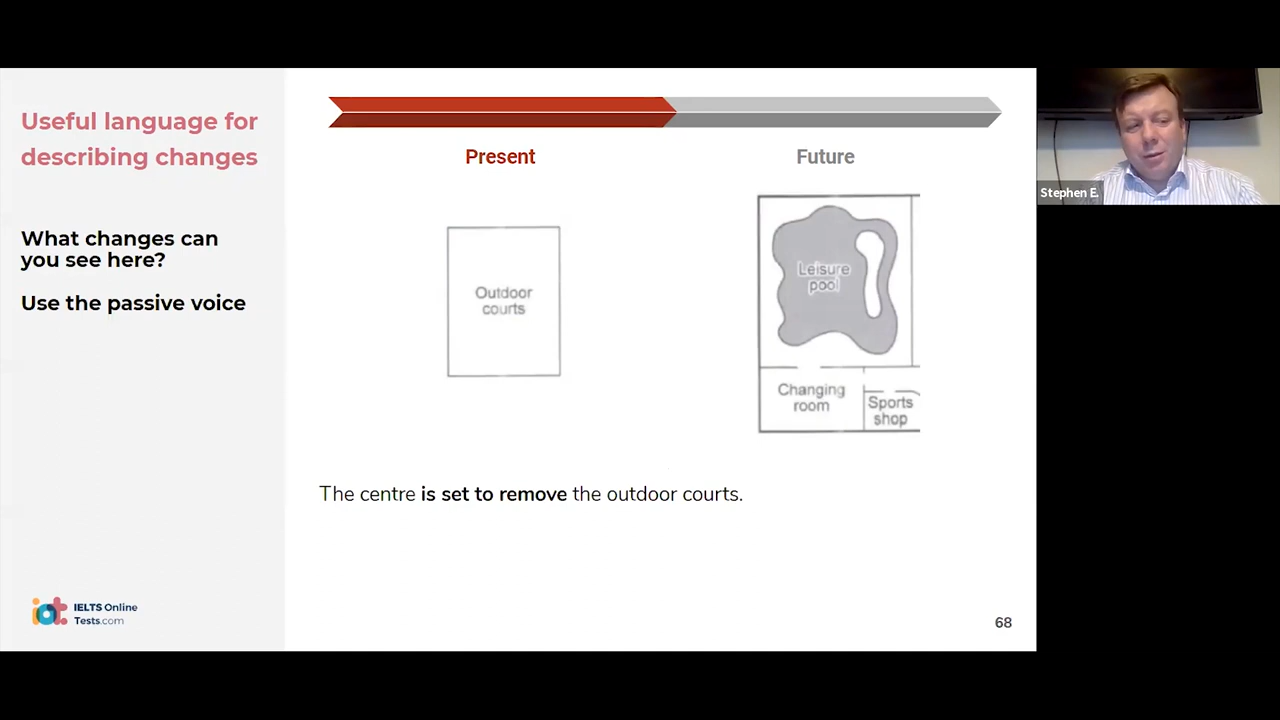 Useful language for
describing changes
What changes can
you see here?
Use the passive voice
Present
Future
Outdoor
courts
Leisure
pool
Changing
room
Sports
shop
The centre is set to remove the outdoor courts.
iot
IELTS Online
Tests.com
68
Stephen E.